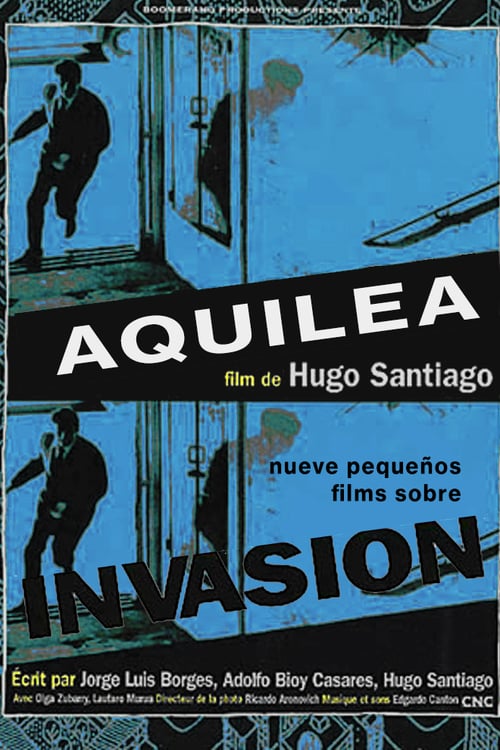 BOOMERANG PRODUCTIONS PRESENTE
AQUILEA
film de Hugo Santiago
nueve pequeños
films sobre
INVASION
Écrit par Jorge Luis Borges, Adolfo Bioy Casares, Hugo Santiago
Avec Olga Zubarry, Lautaro Murua Directeur de la photo Ricardo Aronovich Musique et sons Edgardo Canton CNC